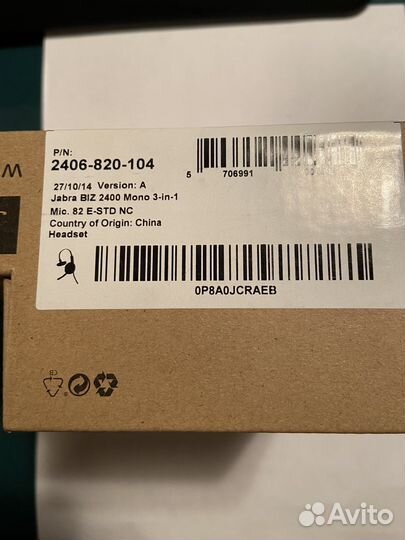 P/N:
2406-820-104
27/10/14 Version: A
Jabra BIZ 2400 Mono 3-in-1
Mic. 82 E-STD NC
Country of Origin: China
Headset
5 706991
0P8A0JCRAEB
Avito